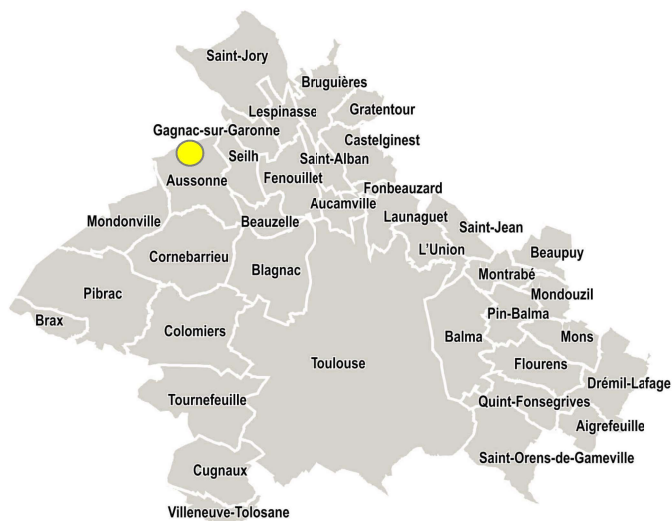 Saint-Jory
Bruguières
Lespinasse
Gratentour
Gagnac-sur-Garonne
Castelginest
Seilh
Saint-Alban
Fenouillet
Aussonne
Fonbeauzard
Aucamville
Launaguet
Mondonville
Beauzelle
Saint-Jean
L'Union
Beaupuy
Cornebarrieu
Blagnac
Montrabé
Pibrac
Mondouzil
Pin-Balma
Brax
Colomiers
Balma
Mons
Toulouse
Flourens
Drémil-Lafage
Tournefeuille
Quint-Fonsegrives
Aigrefeuille
Saint-Orens-de-Gameville
Cugnaux
Villeneuve-Tolosane